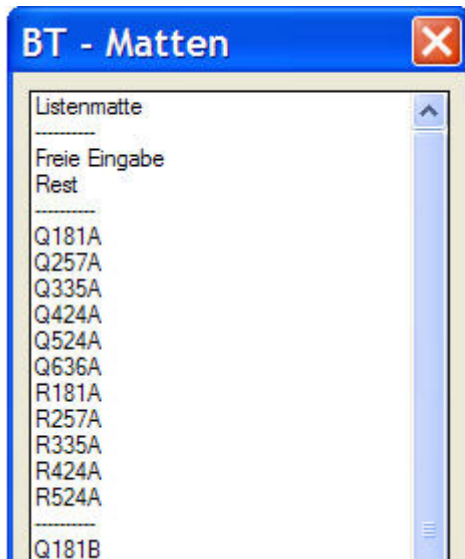 BT - Matten
Listenmatte
----------
Freie Eingabe
Rest
----------
Q181A
Q257A
Q335A
Q424A
Q524A
Q636A
R181A
R257A
R335A
R424A
R524A
----------
Q181B